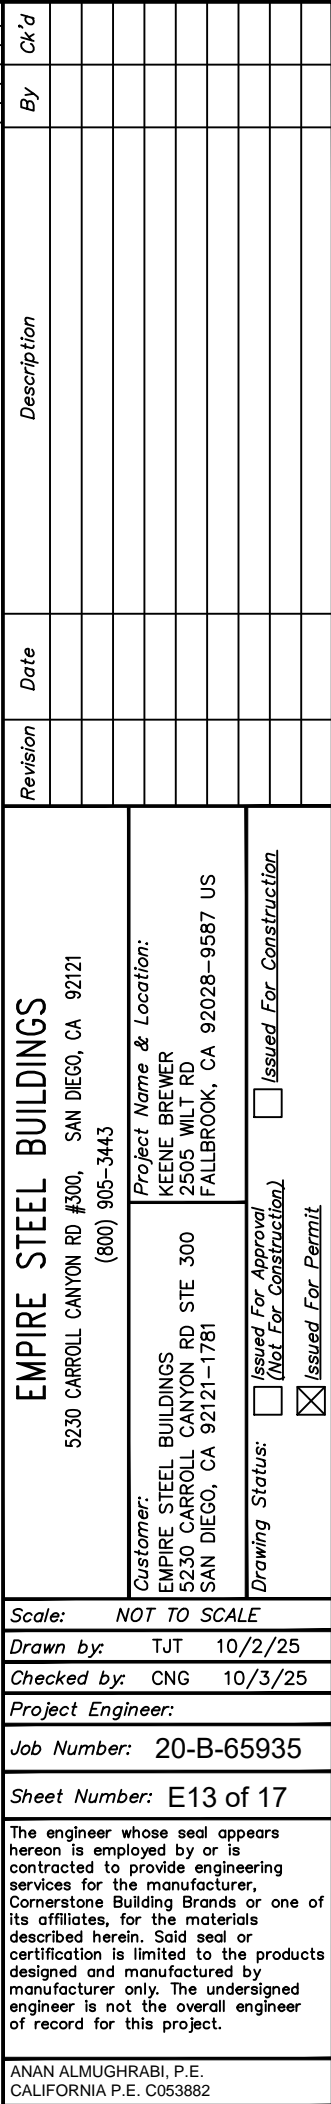 Revision Date Description By Ck'd
EMPIRE STEEL BUILDINGS
5230 CARROLL CANYON RD #300, SAN DIEGO, CA 92121
(800) 905-3443
Customer:
EMPIRE STEEL BUILDINGS
5230 CARROLL CANYON RD STE 300
SAN DIEGO, CA 92121-1781
Project Name & Location:
KEENE BREWER
2505 WILT RD
FALLBROOK, CA 92028-9587 US
Drawing Status:
Issued For Approval
(Not For Construction)
Issued For Permit
Issued For Construction
Scale: NOT TO SCALE
Drawn by: TJT 10/2/25
Checked by: CNG 10/3/25
Project Engineer:
Job Number: 20-B-65935
Sheet Number: E13 of 17
The engineer whose seal appears
hereon is employed by or is
contracted to provide engineering
services for the manufacturer,
Cornerstone Building Brands or one of
its affiliates, for the materials
described herein. Said seal or
certification is limited to the products
designed and manufactured by
manufacturer only. The undersigned
engineer is not the overall engineer
of record for this project.
ANAN ALMUGHRABI, P.E.
CALIFORNIA P.E. C053882